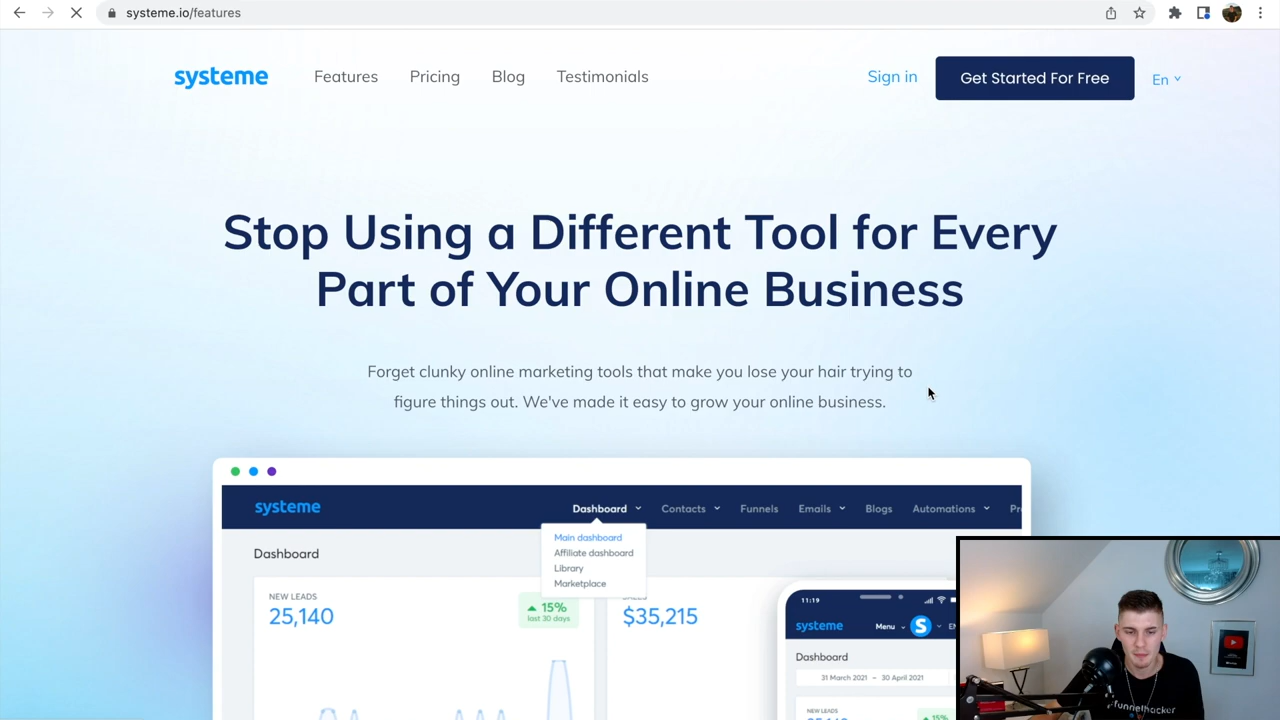 systeme.io/features
systeme Features Pricing Blog Testimonials Sign in Get Started For Free En
Stop Using a Different Tool for Every
Part of Your Online Business
Forget clunky online marketing tools that make you lose your hair trying to
figure things out. We've made it easy to grow your online business.
systeme Dashboard Contacts Funnels Emails Blogs Automations
Main dashboard
Affiliate dashboard
Library
Marketplace
Dashboard
NEW LEADS
25,140
15%
last 30 days
$35,215
11:19
systeme Menu S
Dashboard
31 March 2021 – 30 April 2021
NEW LEADS
15%
funnelhacker